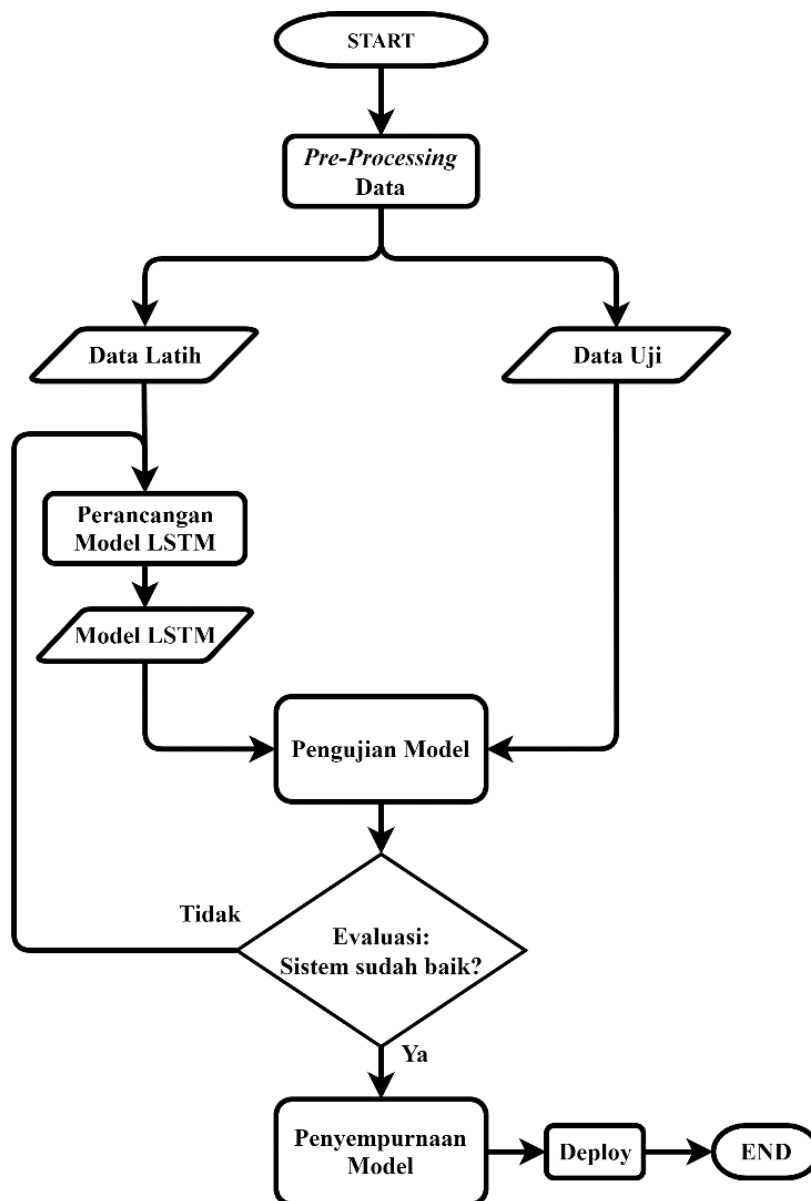 START
Pre-Processing
Data
Data Latih
Data Uji
Perancangan
Model LSTM
Model LSTM
Pengujian Model
Tidak
Evaluasi:
Sistem sudah baik?
Ya
Penyempurnaan
Model
Deploy
END